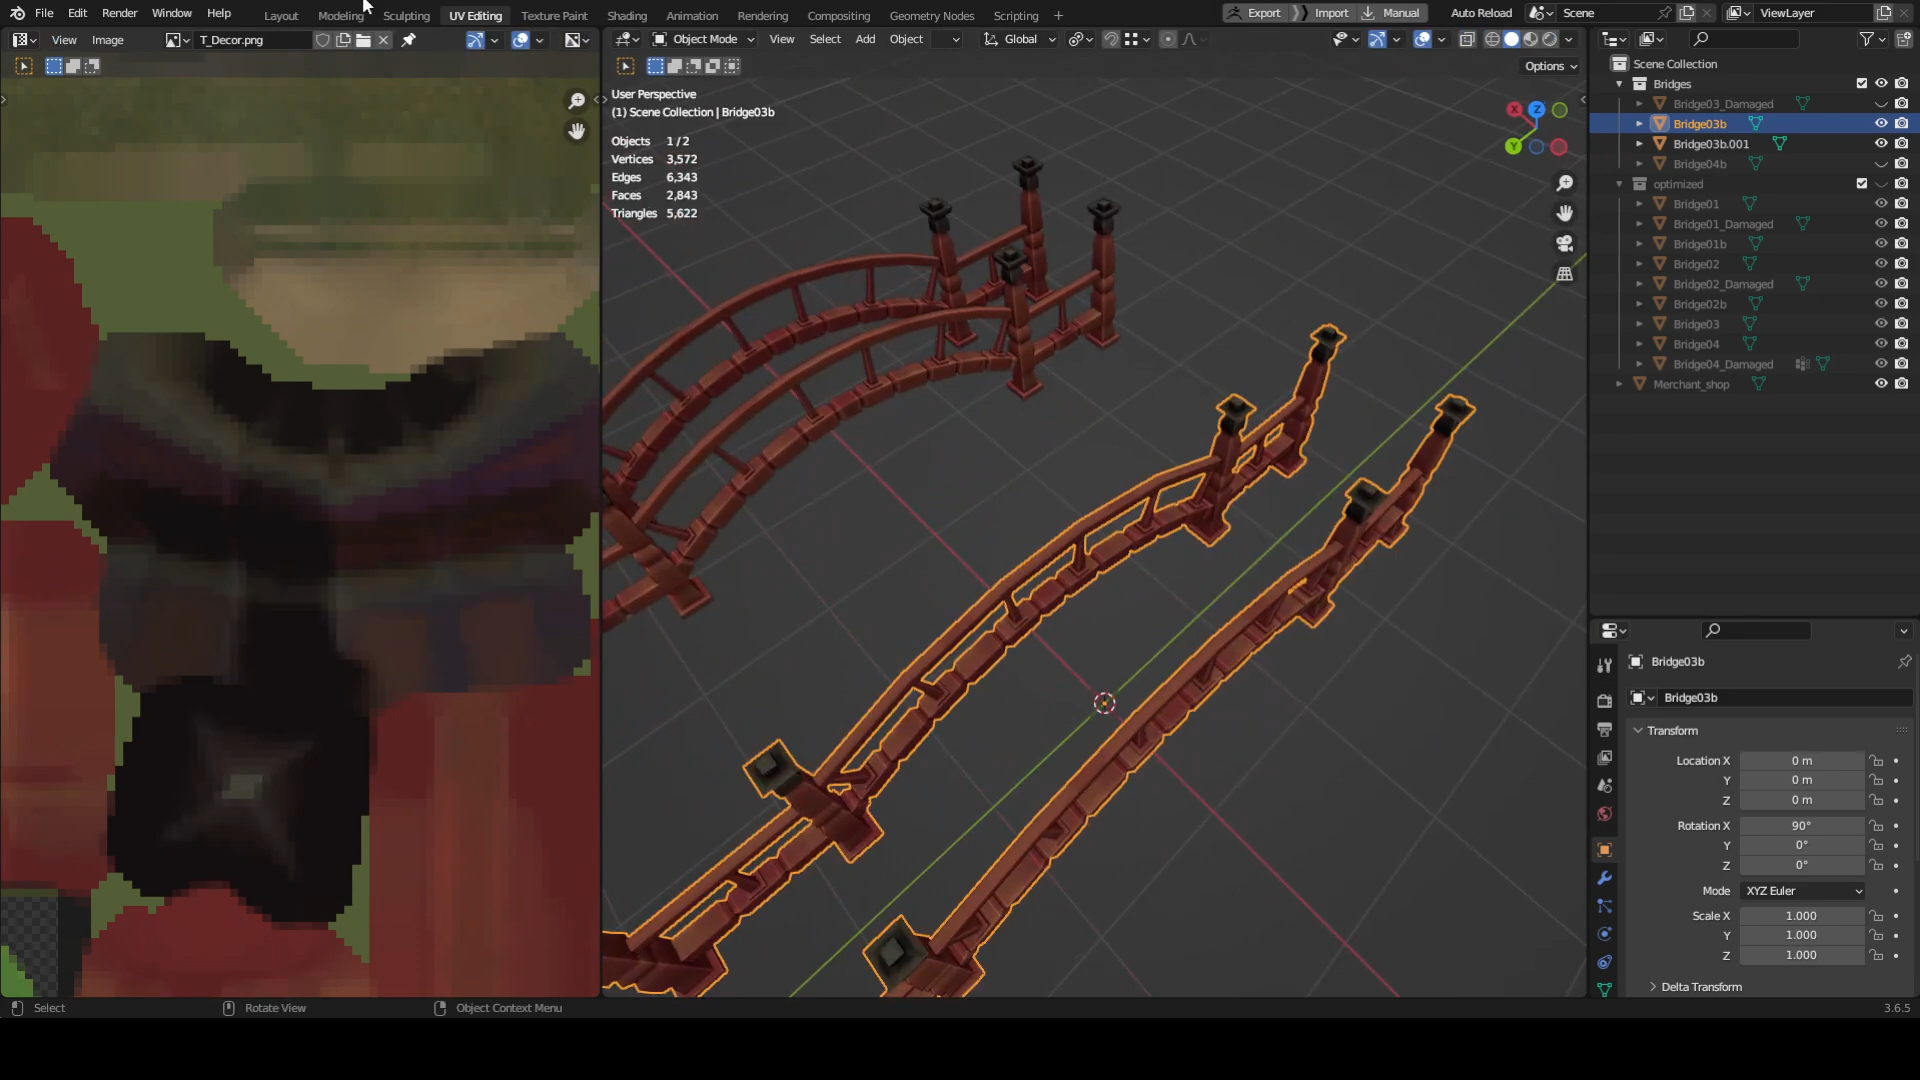 File Edit Render Window Help Layout Modeling Sculpting UV Editing Texture Paint Shading Animation Rendering Compositing Geometry Nodes Scripting + Export Import Manual Auto Reload Scene ViewLayer
View Image T_Decor.png
Object Mode View Select Add Object Global
Options
User Perspective
(1) Scene Collection | Bridge03b
Objects 1 / 2
Vertices 3,572
Edges 6,343
Faces 2,843
Triangles 5,622
X Z Y
Scene Collection
Bridges
Bridge03_Damaged
Bridge03b
Bridge03b.001
Bridge04b
optimized
Bridge01
Bridge01_Damaged
Bridge01b
Bridge02
Bridge02_Damaged
Bridge02b
Bridge03
Bridge04
Bridge04_Damaged
Merchant_shop
Bridge03b
Bridge03b
Transform
Location X 0 m
Y 0 m
Z 0 m
Rotation X 90°
Y 0°
Z 0°
Mode XYZ Euler
Scale X 1.000
Y 1.000
Z 1.000
Delta Transform
Select Rotate View Object Context Menu 3.6.5